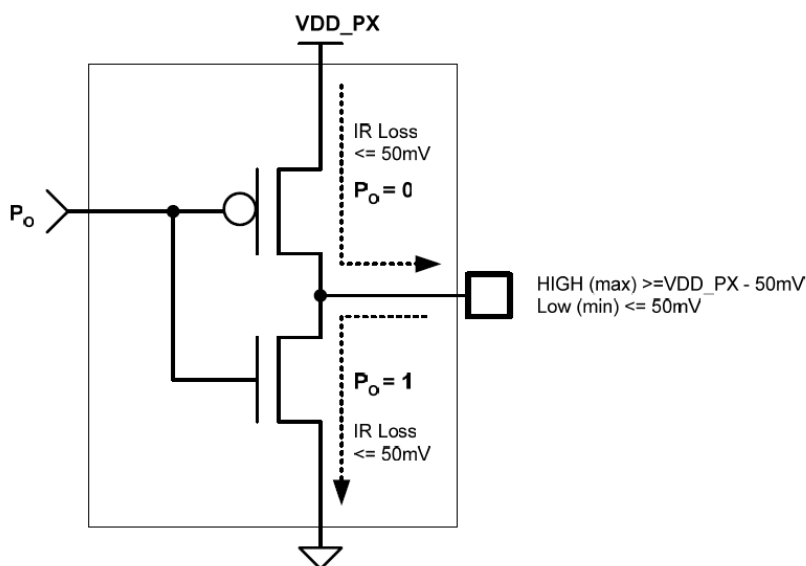 VDD_PX
IR Loss
<= 50mV
Po = 0
Po
HIGH (max) >=VDD_PX - 50mV
Low (min) <= 50mV
Po = 1
IR Loss
<= 50mV